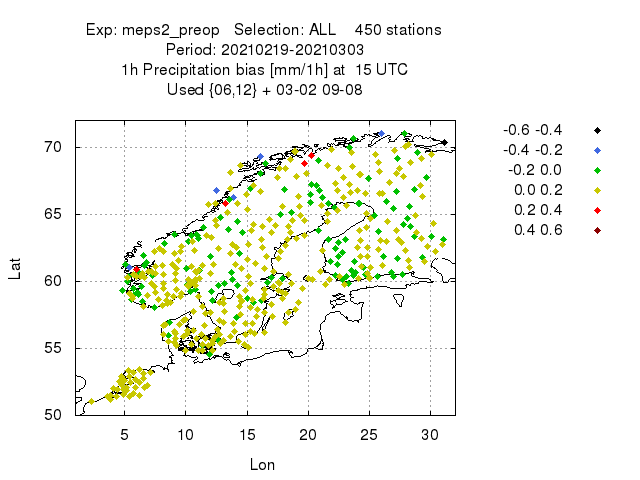 Exp: meps2_preop   Selection: ALL    450 stations
Period: 20210219-20210303
1h Precipitation bias [mm/1h] at  15 UTC
Used {06,12} + 03-02 09-08
-0.6 -0.4
-0.4 -0.2
-0.2 0.0
0.0 0.2
0.2 0.4
0.4 0.6
70
65
60
55
50
Lat
5 10 15 20 25 30
Lon